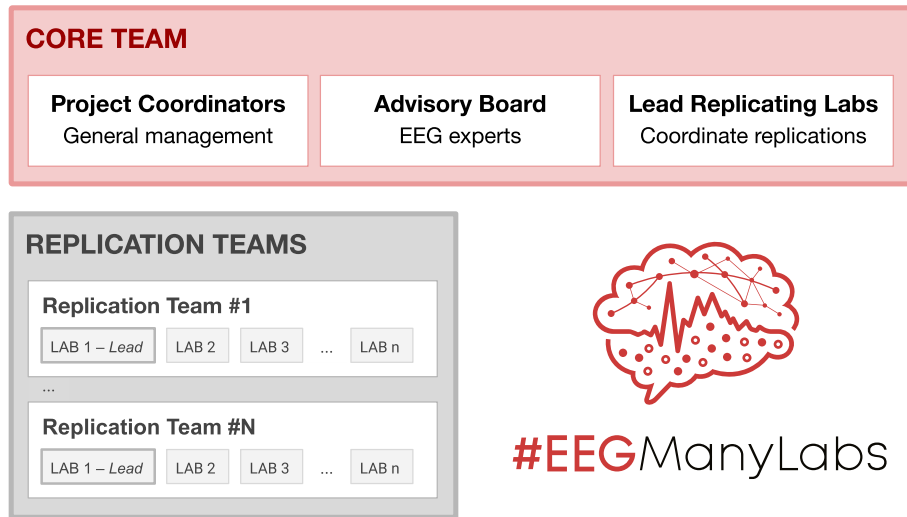 CORE TEAM
Project Coordinators
General management
Advisory Board
EEG experts
Lead Replicating Labs
Coordinate replications
REPLICATION TEAMS
Replication Team #1
LAB 1 – Lead
LAB 2
LAB 3
...
LAB n
...
Replication Team #N
LAB 1 – Lead
LAB 2
LAB 3
...
LAB n
#EEGManyLabs